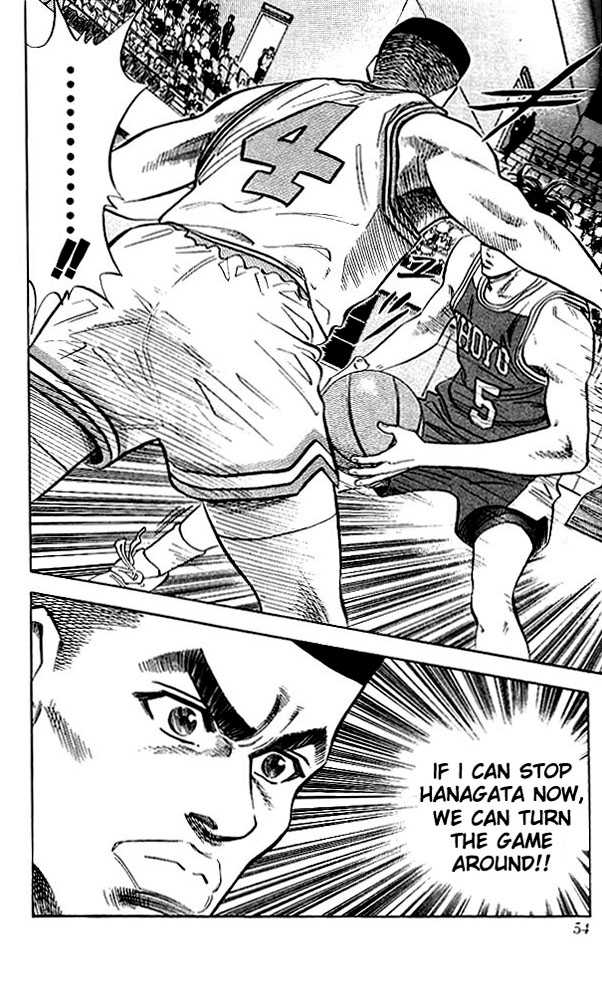 ・・・・・・・・!!
4
SHOYO
5
IF I CAN STOP
HANAGATA NOW,
WE CAN TURN
THE GAME
AROUND!!
54